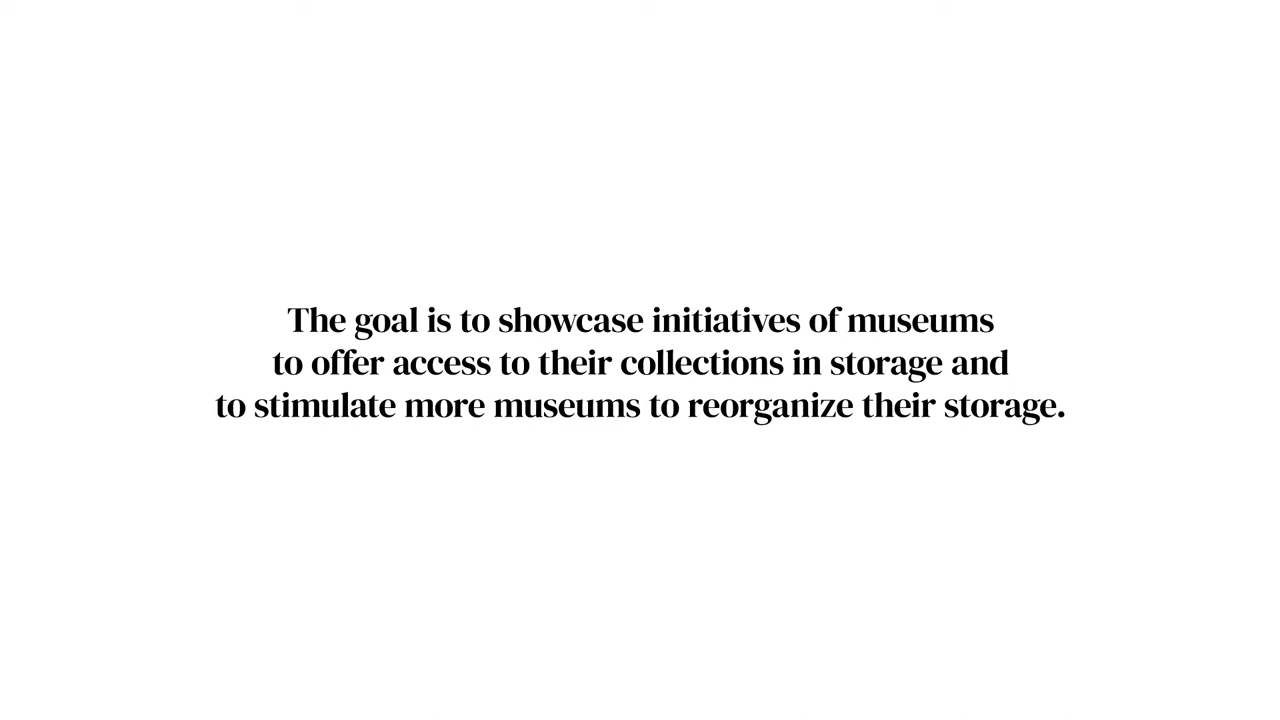 The goal is to showcase initiatives of museums
to offer access to their collections in storage and
to stimulate more museums to reorganize their storage.